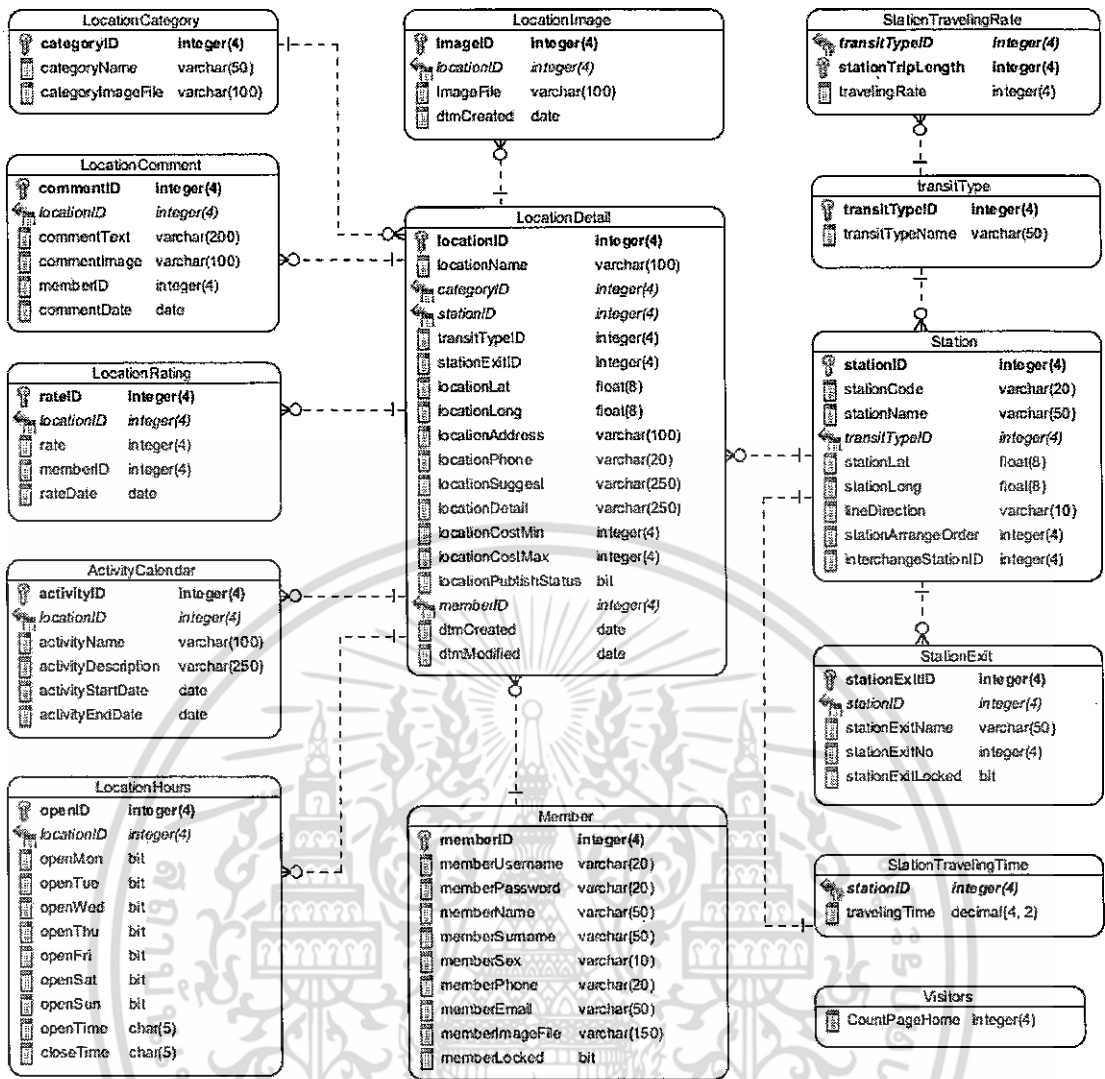 LocationCategory
categoryID integer(4)
categoryName varchar(50)
categoryImageFile varchar(100)
LocationImage
ImageID integer(4)
locationID integer(4)
ImageFile varchar(100)
dtmCreated date
StationTravelingRate
transitTypeID integer(4)
stationTripLength integer(4)
travelingRate integer(4)
LocationComment
commentID integer(4)
locationID integer(4)
commentText varchar(200)
commentImage varchar(100)
memberID integer(4)
commentDate date
transitType
transitTypeID integer(4)
transitTypeName varchar(50)
LocationDetail
locationID integer(4)
locationName varchar(100)
categoryID integer(4)
stationID integer(4)
transitTypeID integer(4)
stationExitID integer(4)
locationLat float(8)
locationLong float(8)
locationAddress varchar(100)
locationPhone varchar(20)
locationSuggest varchar(250)
locationDetail varchar(250)
locationCostMin integer(4)
locationCostMax integer(4)
locationPublishStatus bit
memberID integer(4)
dtmCreated date
dtmModified date
Station
stationID integer(4)
stationCode varchar(20)
stationName varchar(50)
transitTypeID integer(4)
stationLat float(8)
stationLong float(8)
lineDirection varchar(10)
stationArrangeOrder integer(4)
interchangeStationID integer(4)
LocationRating
rateID integer(4)
locationID integer(4)
rate integer(4)
memberID integer(4)
rateDate date
ActivityCalendar
activityID integer(4)
locationID integer(4)
activityName varchar(100)
activityDescription varchar(250)
activityStartDate date
activityEndDate date
StationExit
stationExitID integer(4)
stationID integer(4)
stationExitName varchar(50)
stationExitNo integer(4)
stationExitLocked bit
LocationHours
openID integer(4)
locationID integer(4)
openMon bit
openTue bit
openWed bit
openThu bit
openFri bit
openSat bit
openSun bit
openTime char(5)
closeTime char(5)
Member
memberID integer(4)
memberUsername varchar(20)
memberPassword varchar(20)
memberName varchar(50)
memberSurname varchar(50)
memberSex varchar(10)
memberPhone varchar(20)
memberEmail varchar(50)
memberImageFile varchar(150)
memberLocked bit
StationTravelingTime
stationID integer(4)
travelingTime decimal(4, 2)
Visitors
CountPageHome integer(4)